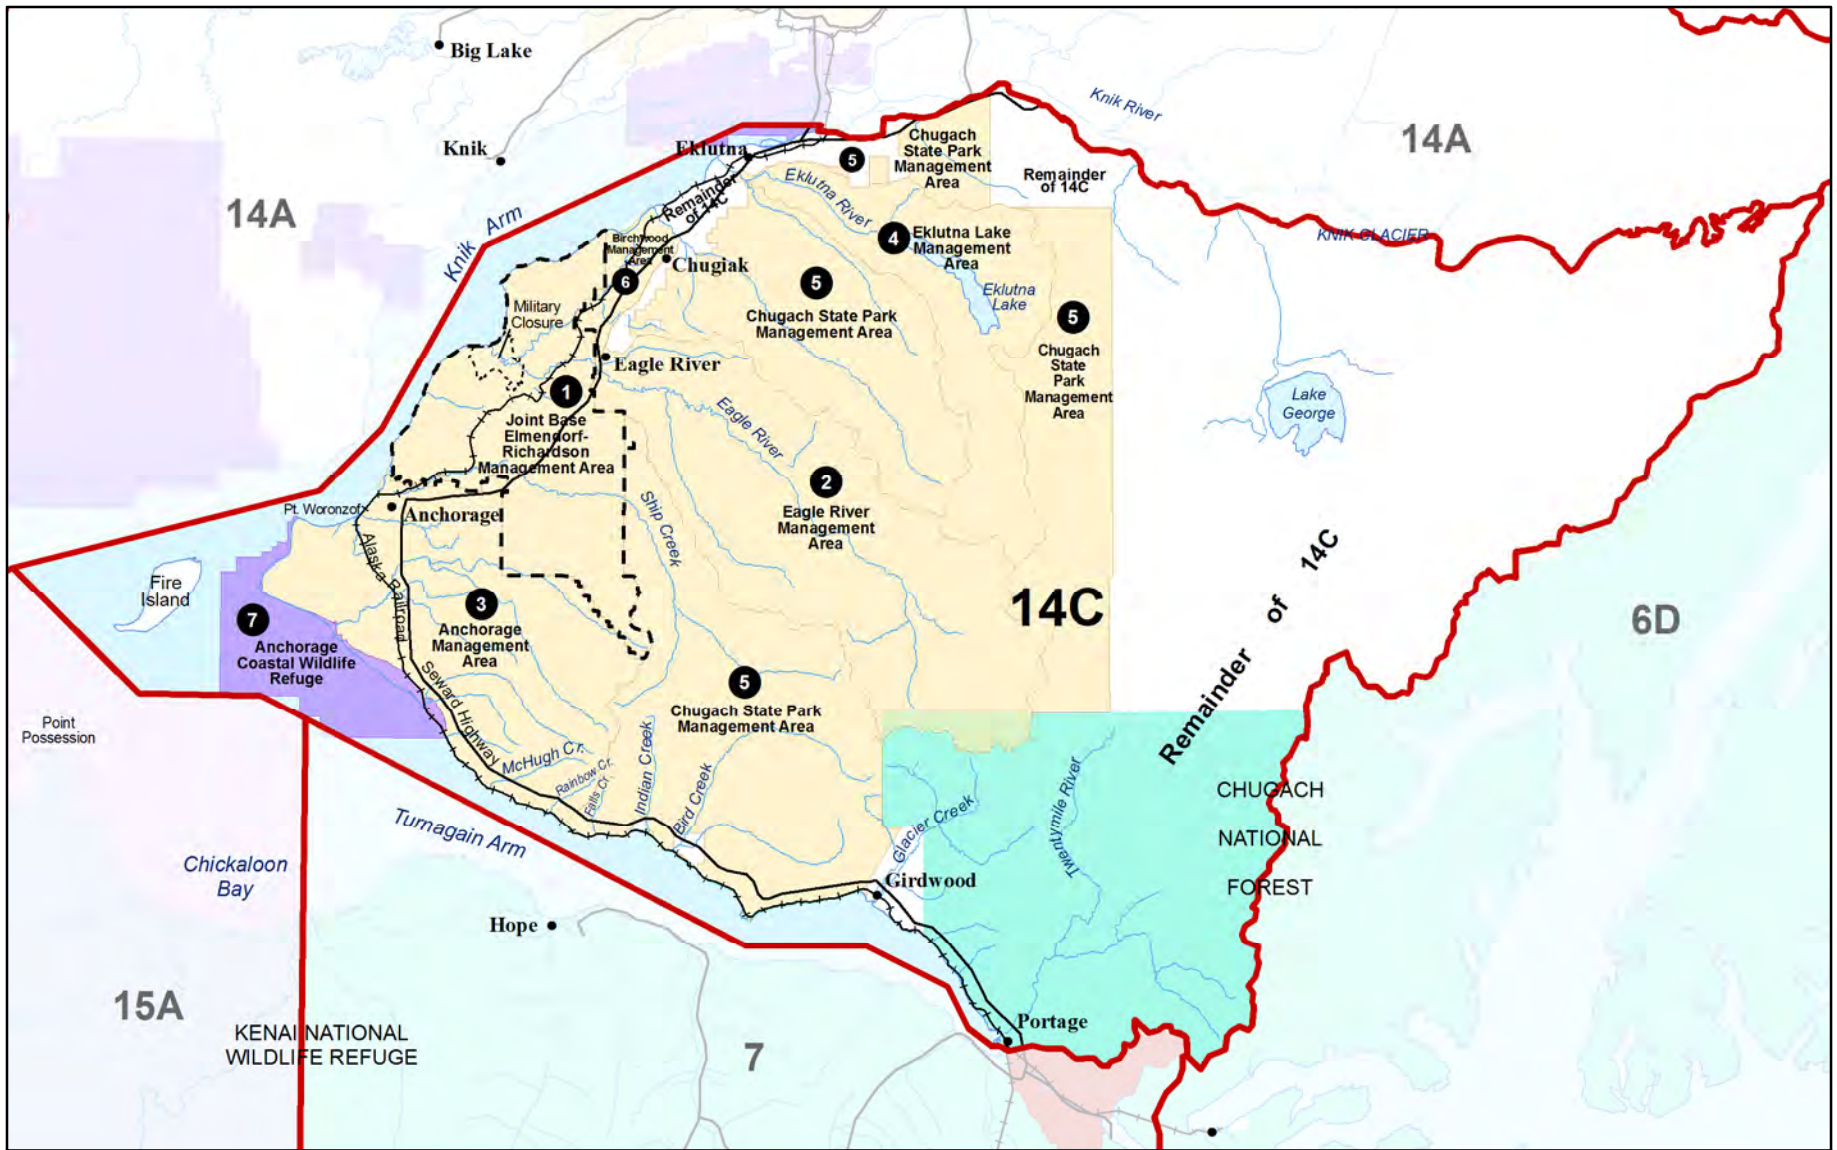 Big Lake
Knik River
14A
Knik
Eklutna
5
Chugach
State Park
Management
Area
Remainder
of 14C
Eklutna River
Remainder
of 14C
14A
Knik Arm
4
Eklutna Lake
Management
Area
KNIK GLACIER
Birchwood
Management
Area
Chugiak
6
5
Eklutna
Lake
Military
Closure
Chugach State Park
Management Area
5
Chugach
State
Park
Management
Area
Eagle River
1
Joint Base
Elmendorf-
Richardson
Management Area
Eagle River
Lake
George
2
Eagle River
Management
Area
Ship Creek
Pt. Woronzof
Anchorage
Alaska Railroad
Fire
Island
7
Anchorage
Coastal Wildlife
Refuge
3
Anchorage
Management
Area
14C
Remainder of 14C
6D
Seward Highway
5
Chugach State Park
Management Area
Point
Possession
McHugh Cr.
Rainbow Cr.
Falls Cr.
Indian Creek
Bird Creek
Glacier Creek
Twentymile River
CHUGACH
NATIONAL
FOREST
Turnagain Arm
Chickaloon
Bay
Girdwood
Hope
15A
KENAI NATIONAL
WILDLIFE REFUGE
7
Portage